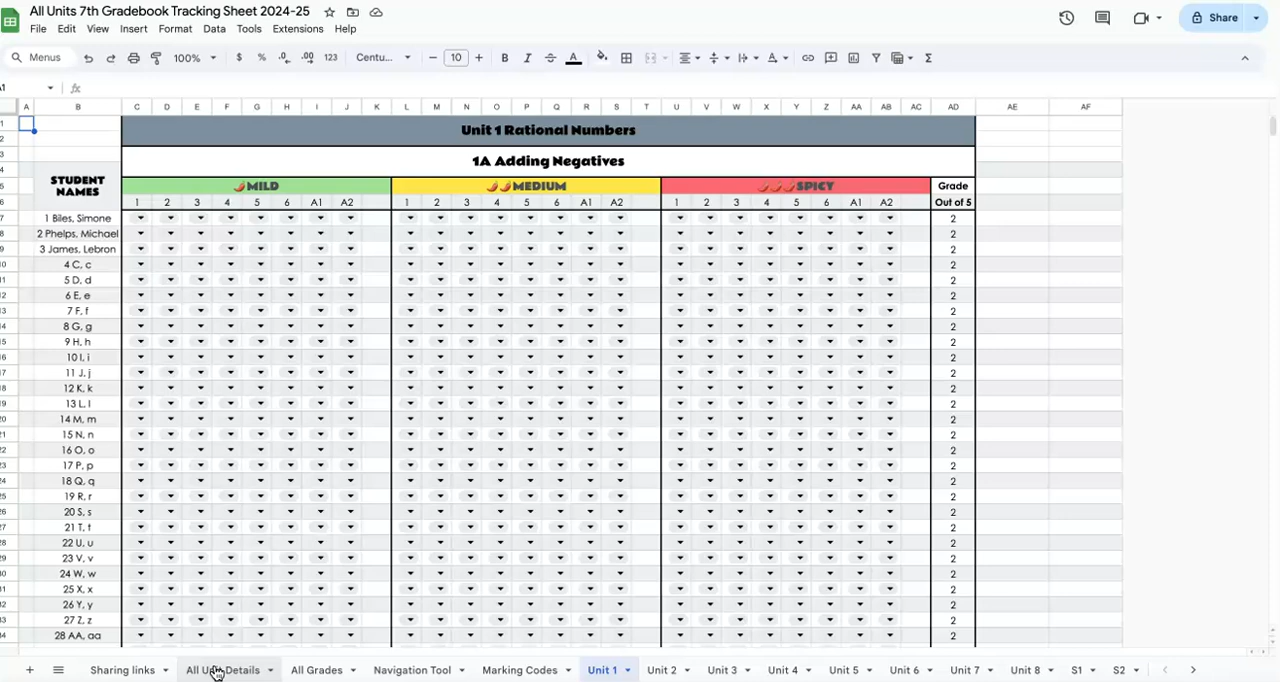 All Units 7th Gradebook Tracking Sheet 2024-25
File Edit View Insert Format Data Tools Extensions Help
Share
Menus 100% $ % .0 .00 123 Centu... 10 B I A
fx
A B C D E F G H I J K L M N O P Q R S T U V W X Y Z AA AB AC AD AE AF
Unit 1 Rational Numbers
1A Adding Negatives
STUDENT NAMES
MILD MEDIUM SPICY Grade
1 2 3 4 5 6 A1 A2 1 2 3 4 5 6 A1 A2 1 2 3 4 5 6 A1 A2 Out of 5
1 Biles, Simone 2
2 Phelps, Michael 2
3 James, Lebron 2
4 C, c 2
5 D, d 2
6 E, e 2
7 F, f 2
8 G, g 2
9 H, h 2
10 I, i 2
11 J, j 2
12 K, k 2
13 L, l 2
14 M, m 2
15 N, n 2
16 O, o 2
17 P, p 2
18 Q, q 2
19 R, r 2
20 S, s 2
21 T, t 2
22 U, u 2
23 V, v 2
24 W, w 2
25 X, x 2
26 Y, y 2
27 Z, z 2
28 AA, aa 2
Sharing links All Unit Details All Grades Navigation Tool Marking Codes Unit 1 Unit 2 Unit 3 Unit 4 Unit 5 Unit 6 Unit 7 Unit 8 S1 S2